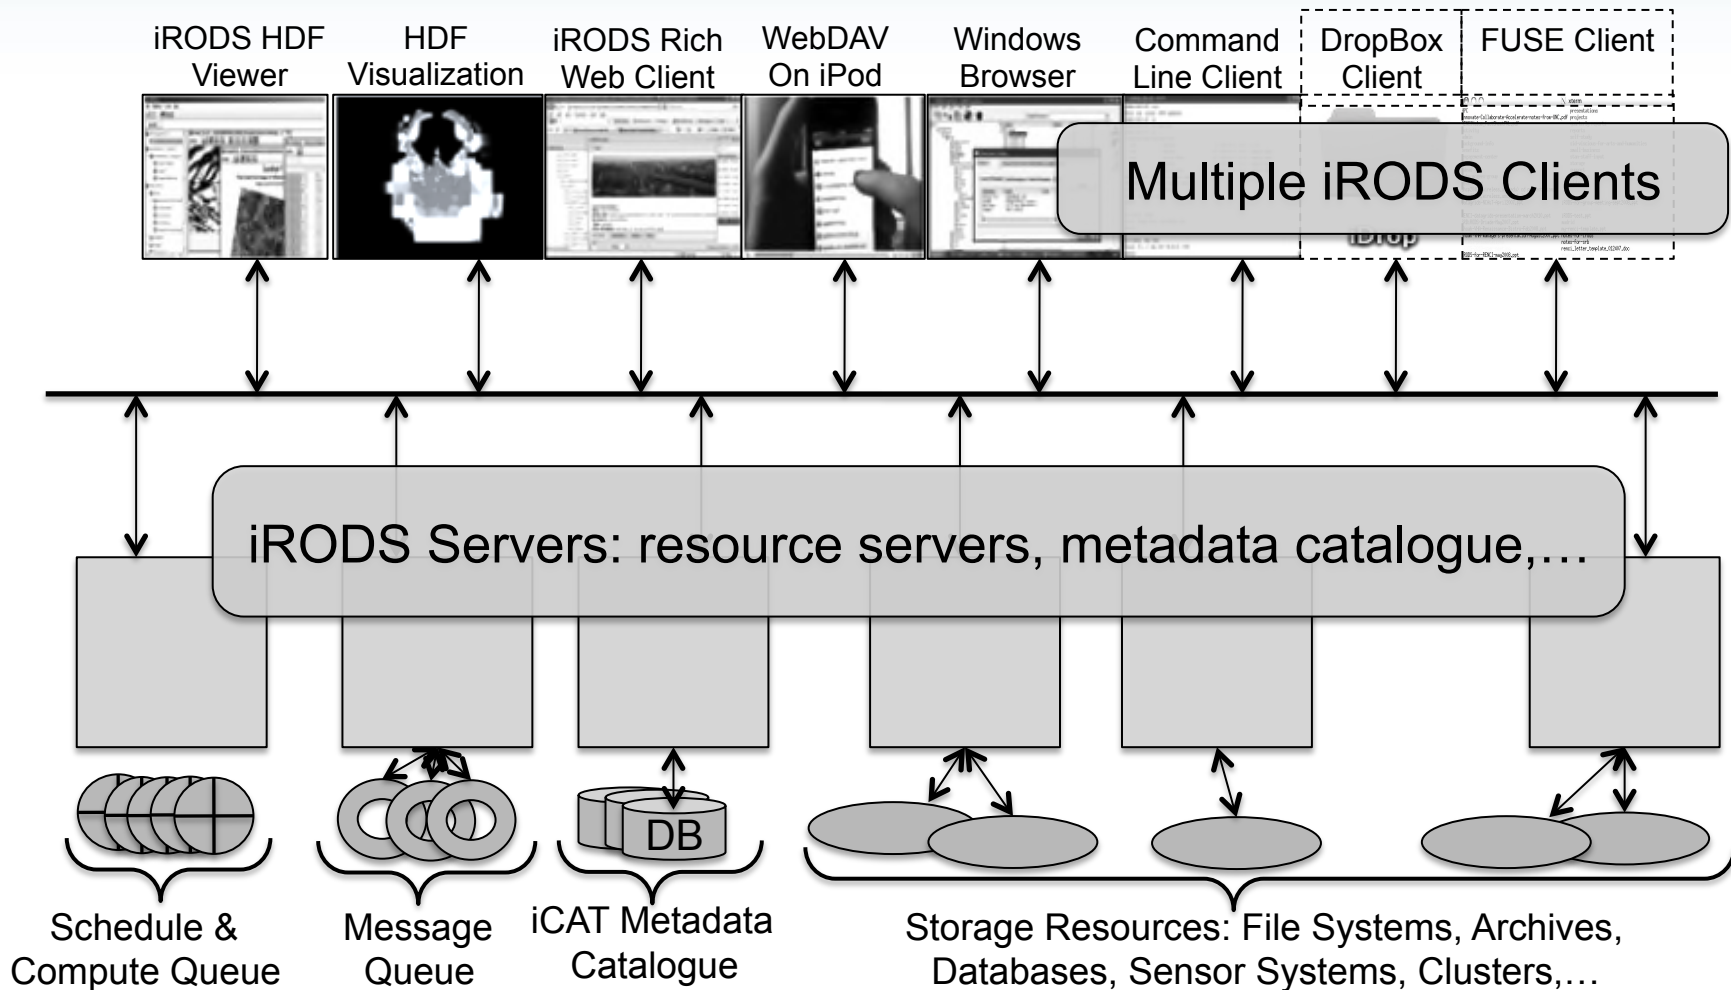 iRODS HDF
Viewer
HDF
Visualization
iRODS Rich
Web Client
WebDAV
On iPod
Windows
Browser
Command
Line Client
DropBox
Client
FUSE Client
Multiple iRODS Clients
iDrop
iRODS Servers: resource servers, metadata catalogue,…
DB
Schedule &
Compute Queue
Message
Queue
iCAT Metadata
Catalogue
Storage Resources: File Systems, Archives,
Databases, Sensor Systems, Clusters,…